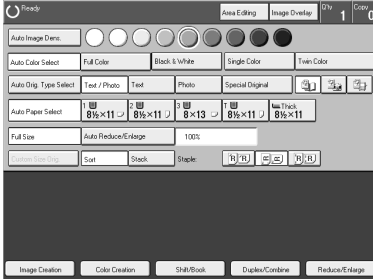 Ready Area Editing Image Overlay Q'ty 1 Copy 0
Auto Image Dens.
Auto Color Select Full Color Black & White Single Color Twin Color
Auto Orig. Type Select Text / Photo Text Photo Special Original
1 2 3 T Thick
Auto Paper Select 8½×11 8½×11 8×13 8½×11 8½×11
Full Size Auto Reduce/Enlarge 100%
Custom Size Orig. Sort Stack Staple:
Image Creation Color Creation Shift/Book Duplex/Combine Reduce/Enlarge